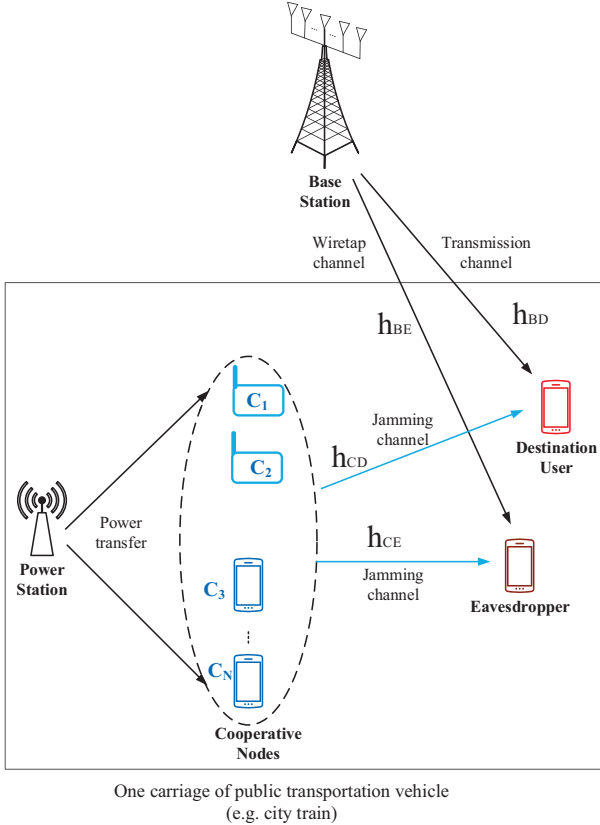 ... ...
Base
Station
Wiretap
channel
Transmission
channel
hBE
hBD
C1
C2
Jamming
channel
hCD
Destination
User
Power
transfer
Power
Station
hCE
Jamming
channel
Eavesdropper
C3
...
CN
Cooperative
Nodes
One carriage of public transportation vehicle
(e.g. city train)